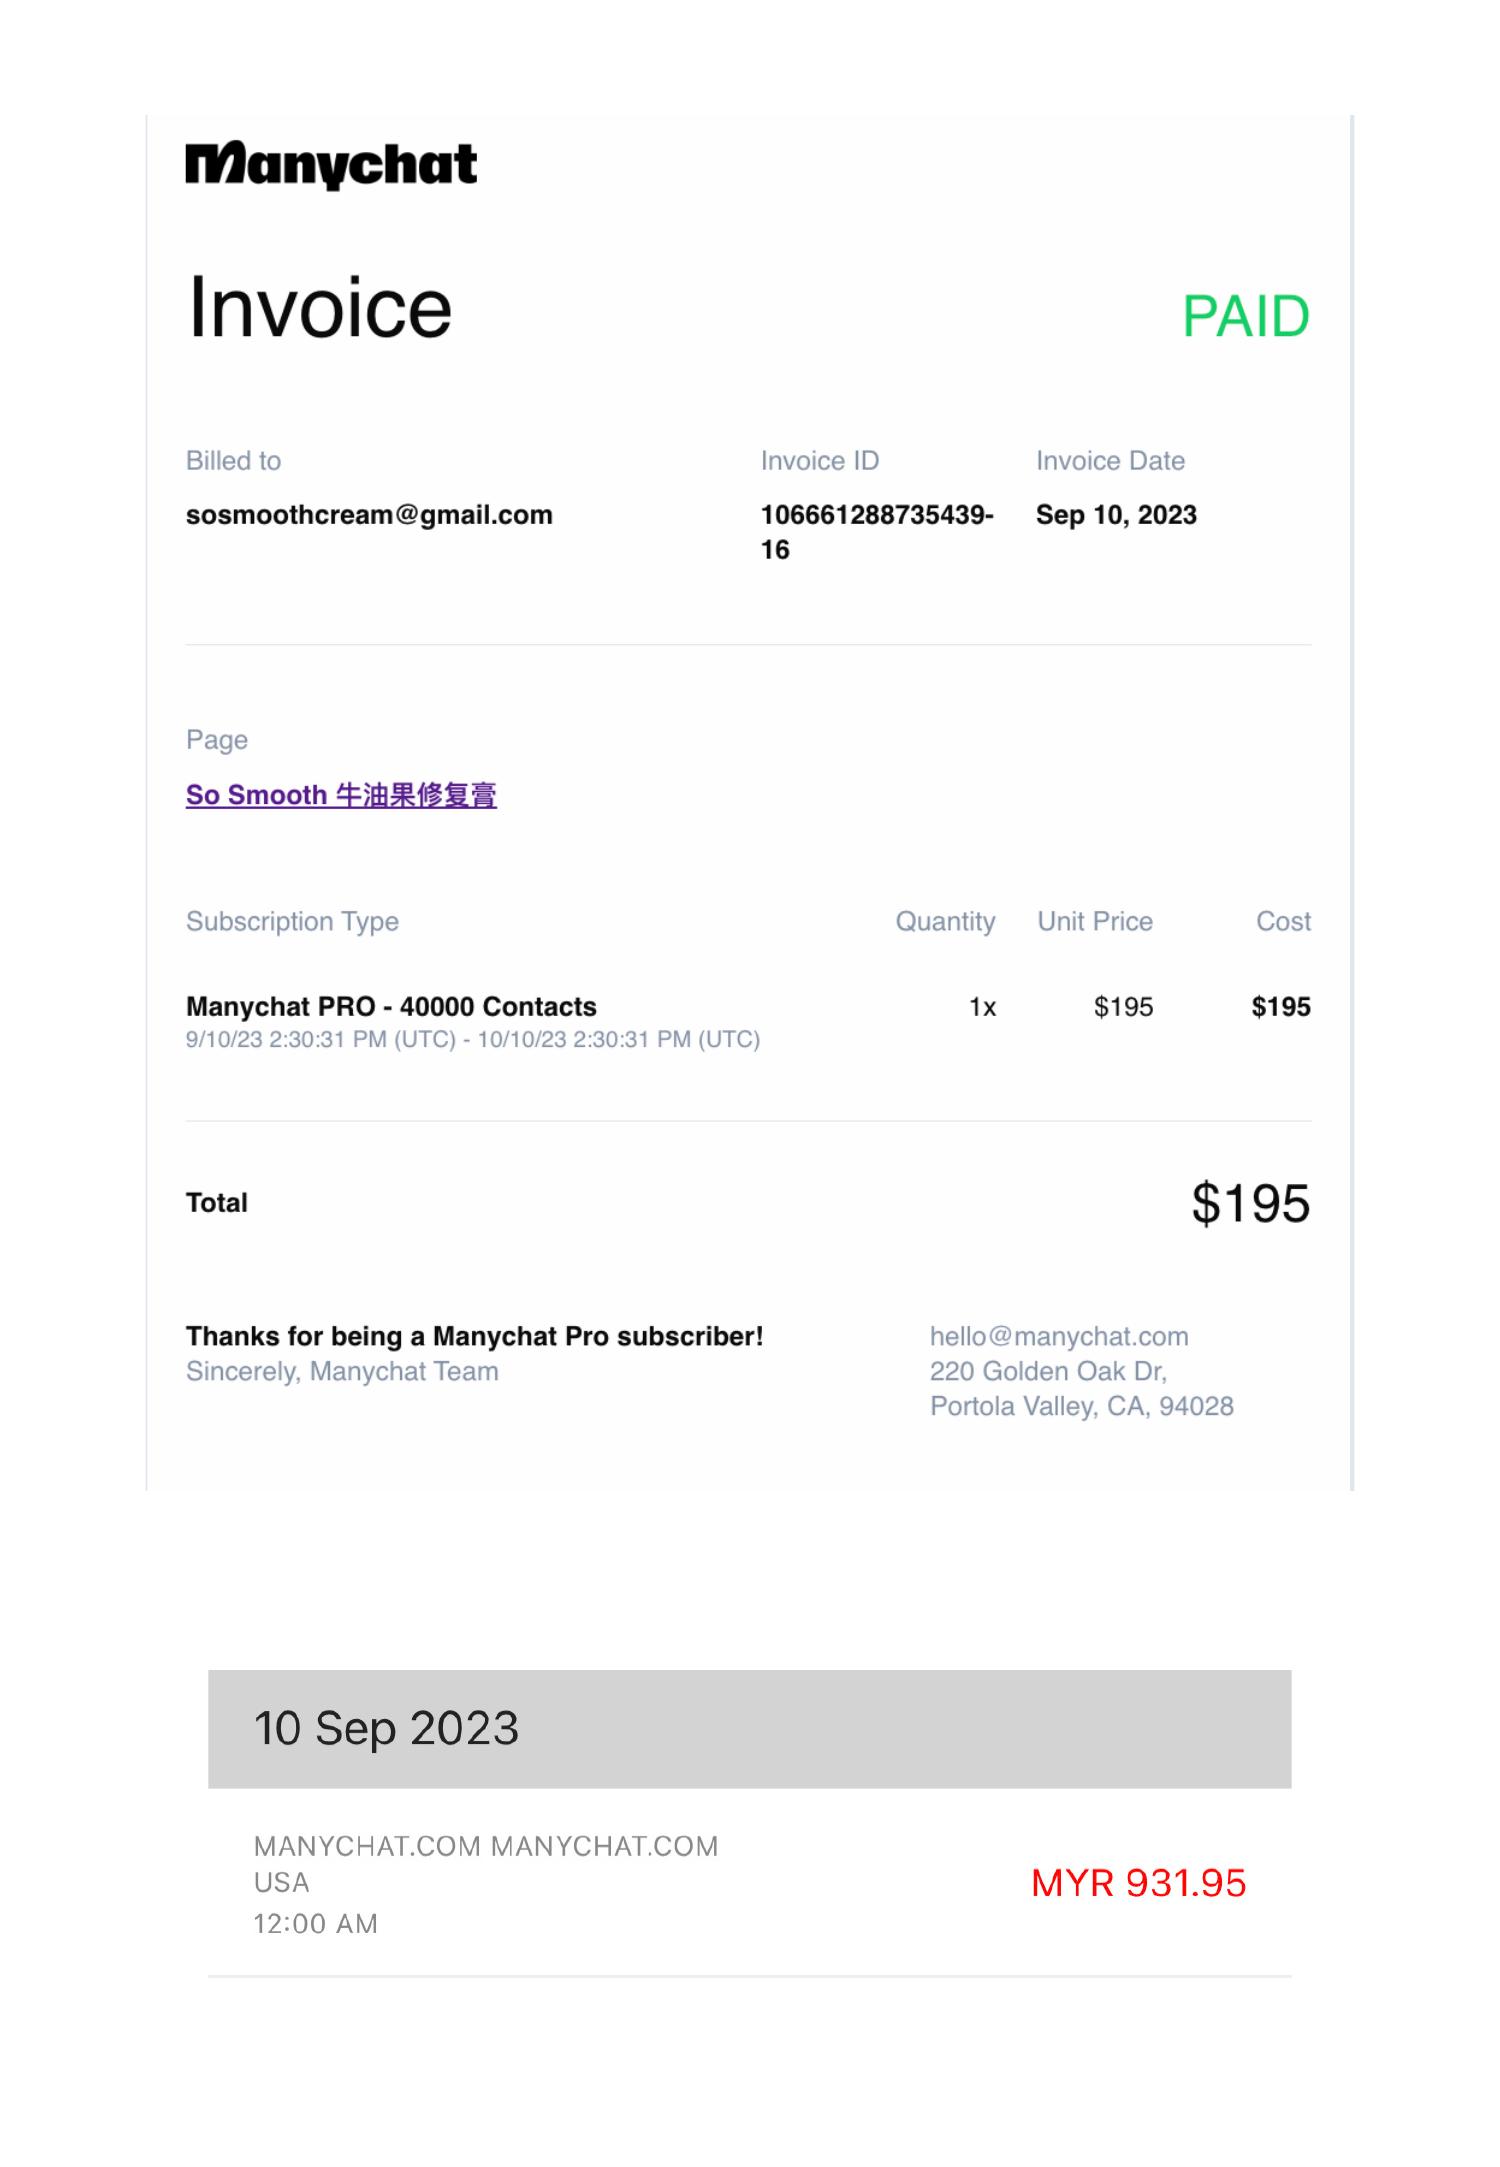 Manychat
Invoice
PAID
Billed to
Invoice ID
Invoice Date
sosmoothcream@gmail.com
106661288735439-
16
Sep 10, 2023
Page
So Smooth 牛油果修复膏
Subscription Type
Quantity
Unit Price
Cost
Manychat PRO - 40000 Contacts
1x
$195
$195
9/10/23 2:30:31 PM (UTC) - 10/10/23 2:30:31 PM (UTC)
Total
$195
Thanks for being a Manychat Pro subscriber!
Sincerely, Manychat Team
hello@manychat.com
220 Golden Oak Dr,
Portola Valley, CA, 94028
10 Sep 2023
MANYCHAT.COM MANYCHAT.COM
USA
12:00 AM
MYR 931.95